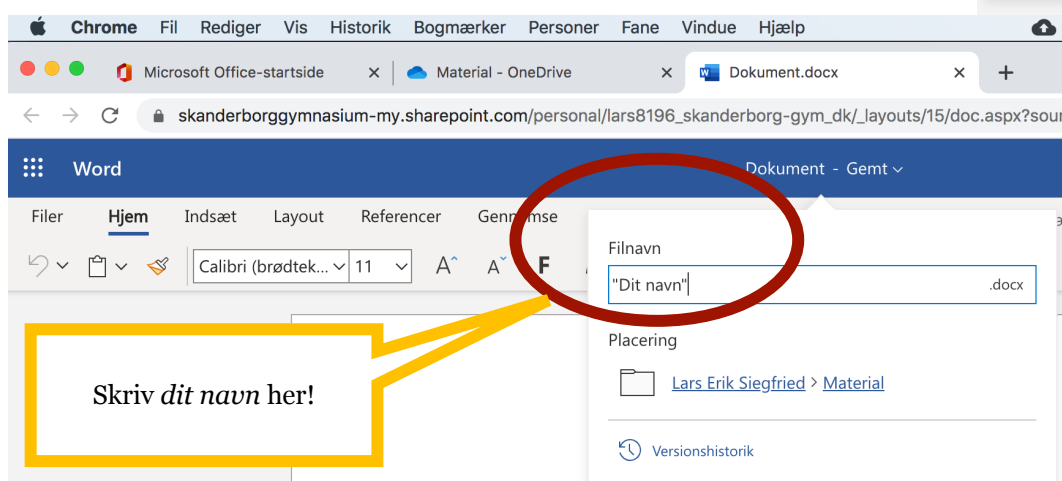 Chrome Fil Rediger Vis Historik Bogmærker Personer Fane Vindue Hjælp
Microsoft Office-startside × Material - OneDrive × Dokument.docx × +
skanderborggymnasium-my.sharepoint.com/personal/lars8196_skanderborg-gym_dk/_layouts/15/doc.aspx?sour
Word Dokument - Gemt
Filer Hjem Indsæt Layout Referencer
Calibri (brødtek... 11 A A F
Filnavn
"Dit navn" .docx
Placering
Lars Erik Siegfried > Material
Versionshistorik
Skriv dit navn her!